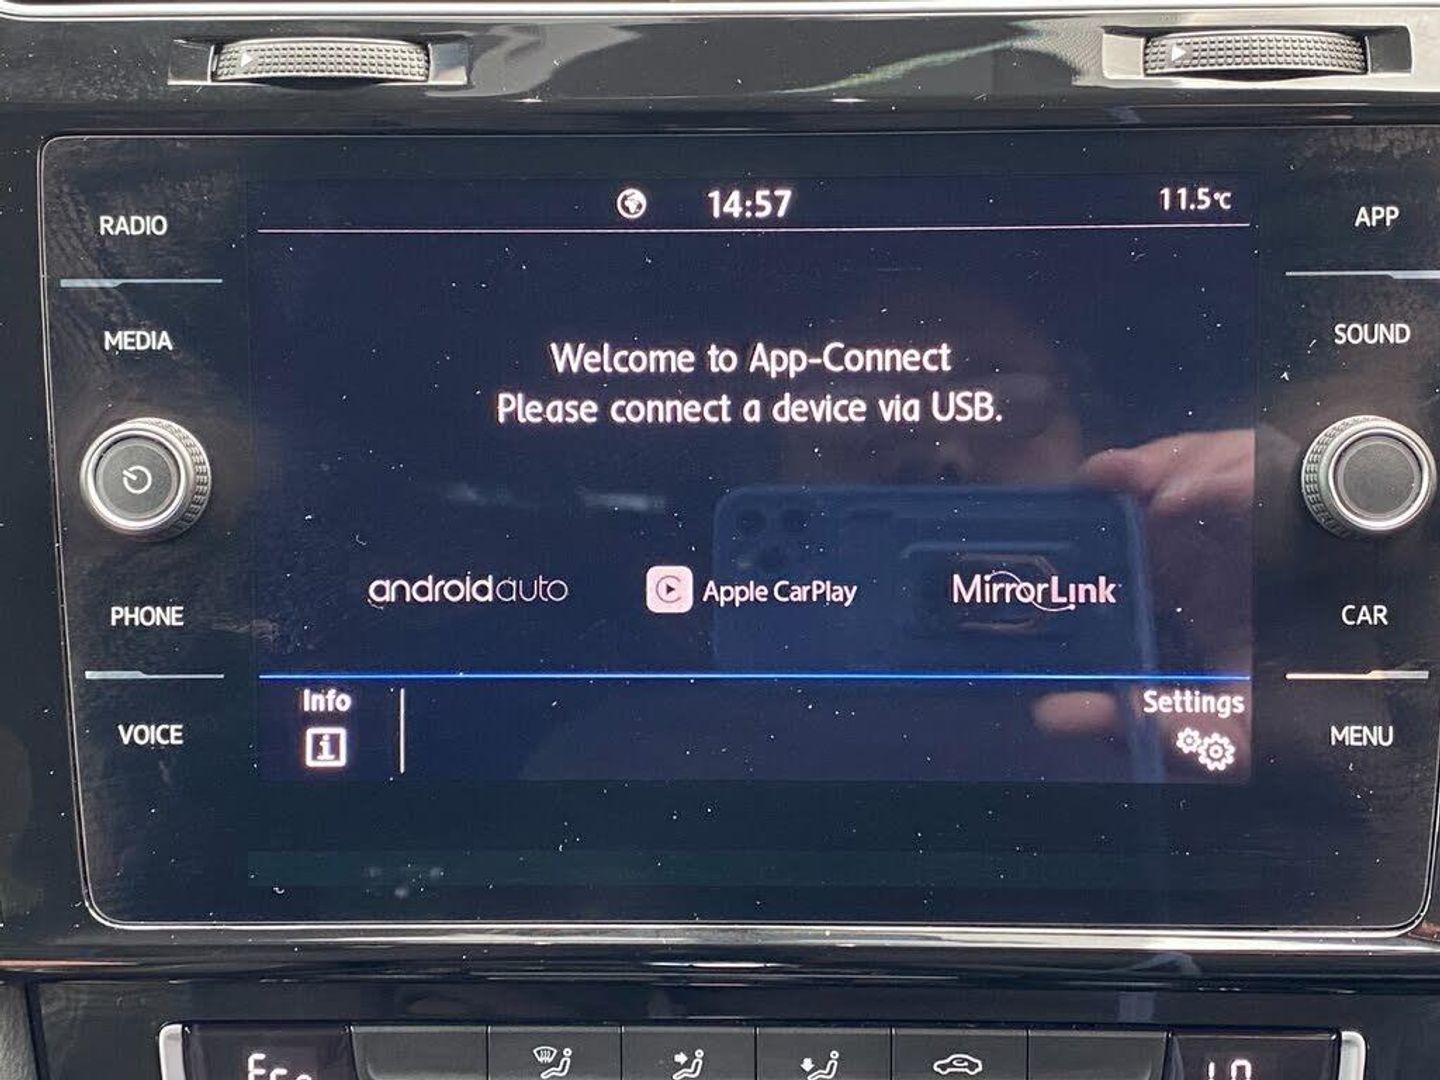 14:57
11.5°C
RADIO
APP
MEDIA
SOUND
Welcome to App-Connect
Please connect a device via USB.
androidauto
Apple CarPlay
MirrorLink
PHONE
CAR
Info
Settings
VOICE
MENU
i